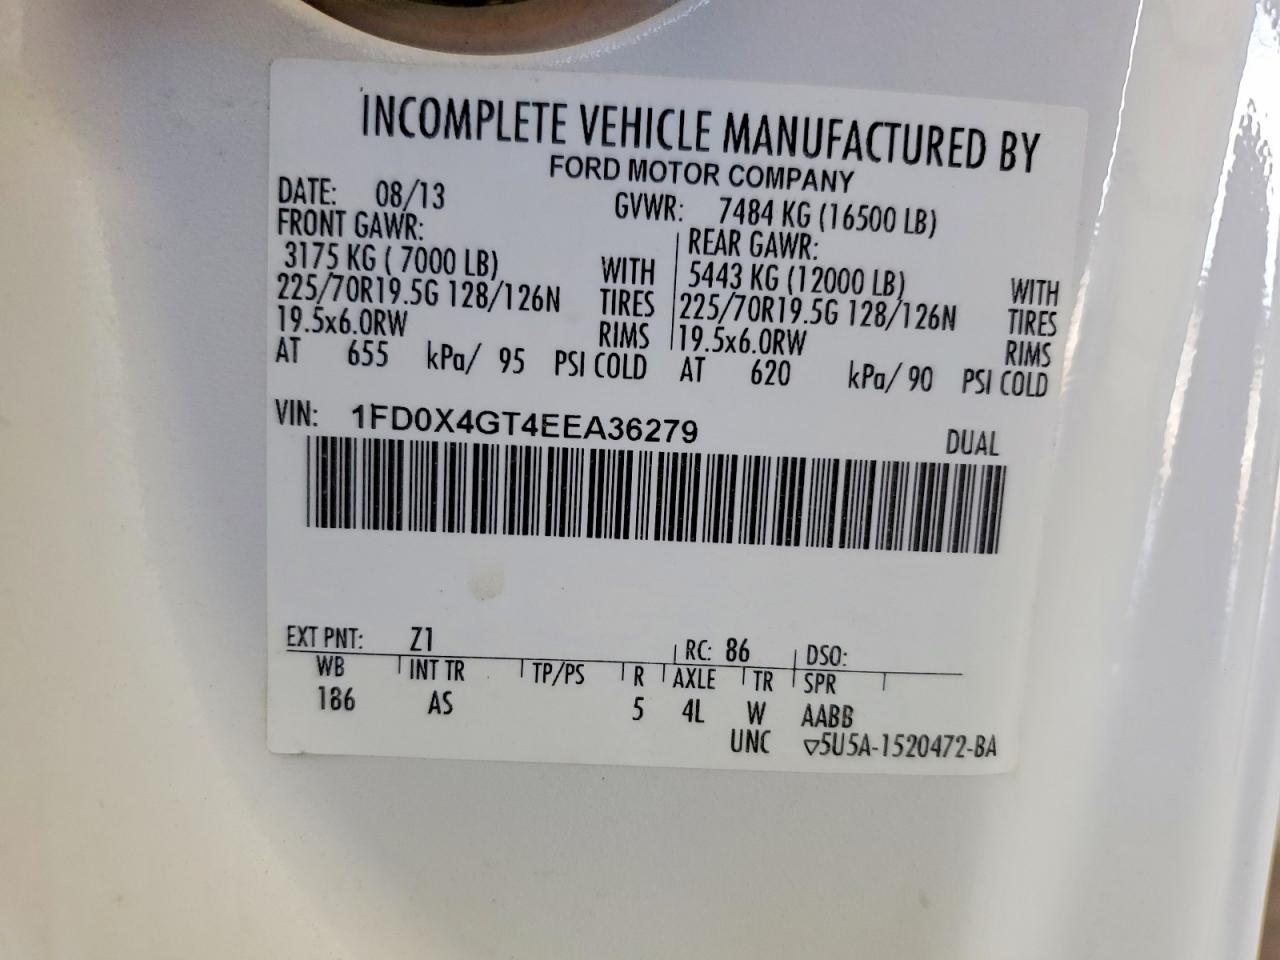 INCOMPLETE VEHICLE MANUFACTURED BY
FORD MOTOR COMPANY
DATE: 08/13 GVWR: 7484 KG (16500 LB)
FRONT GAWR: REAR GAWR:
3175 KG ( 7000 LB) WITH 5443 KG (12000 LB) WITH
225/70R19.5G 128/126N TIRES 225/70R19.5G 128/126N TIRES
19.5x6.0RW RIMS 19.5x6.0RW RIMS
AT 655 kPa/ 95 PSI COLD AT 620 kPa/ 90 PSI COLD
VIN: 1FD0X4GT4EEA36279 DUAL
EXT PNT: Z1 RC: 86 DSO:
WB INT TR TP/PS R AXLE TR SPR
186 AS 5 4L W AABB
UNC ▽5U5A-1520472-BA